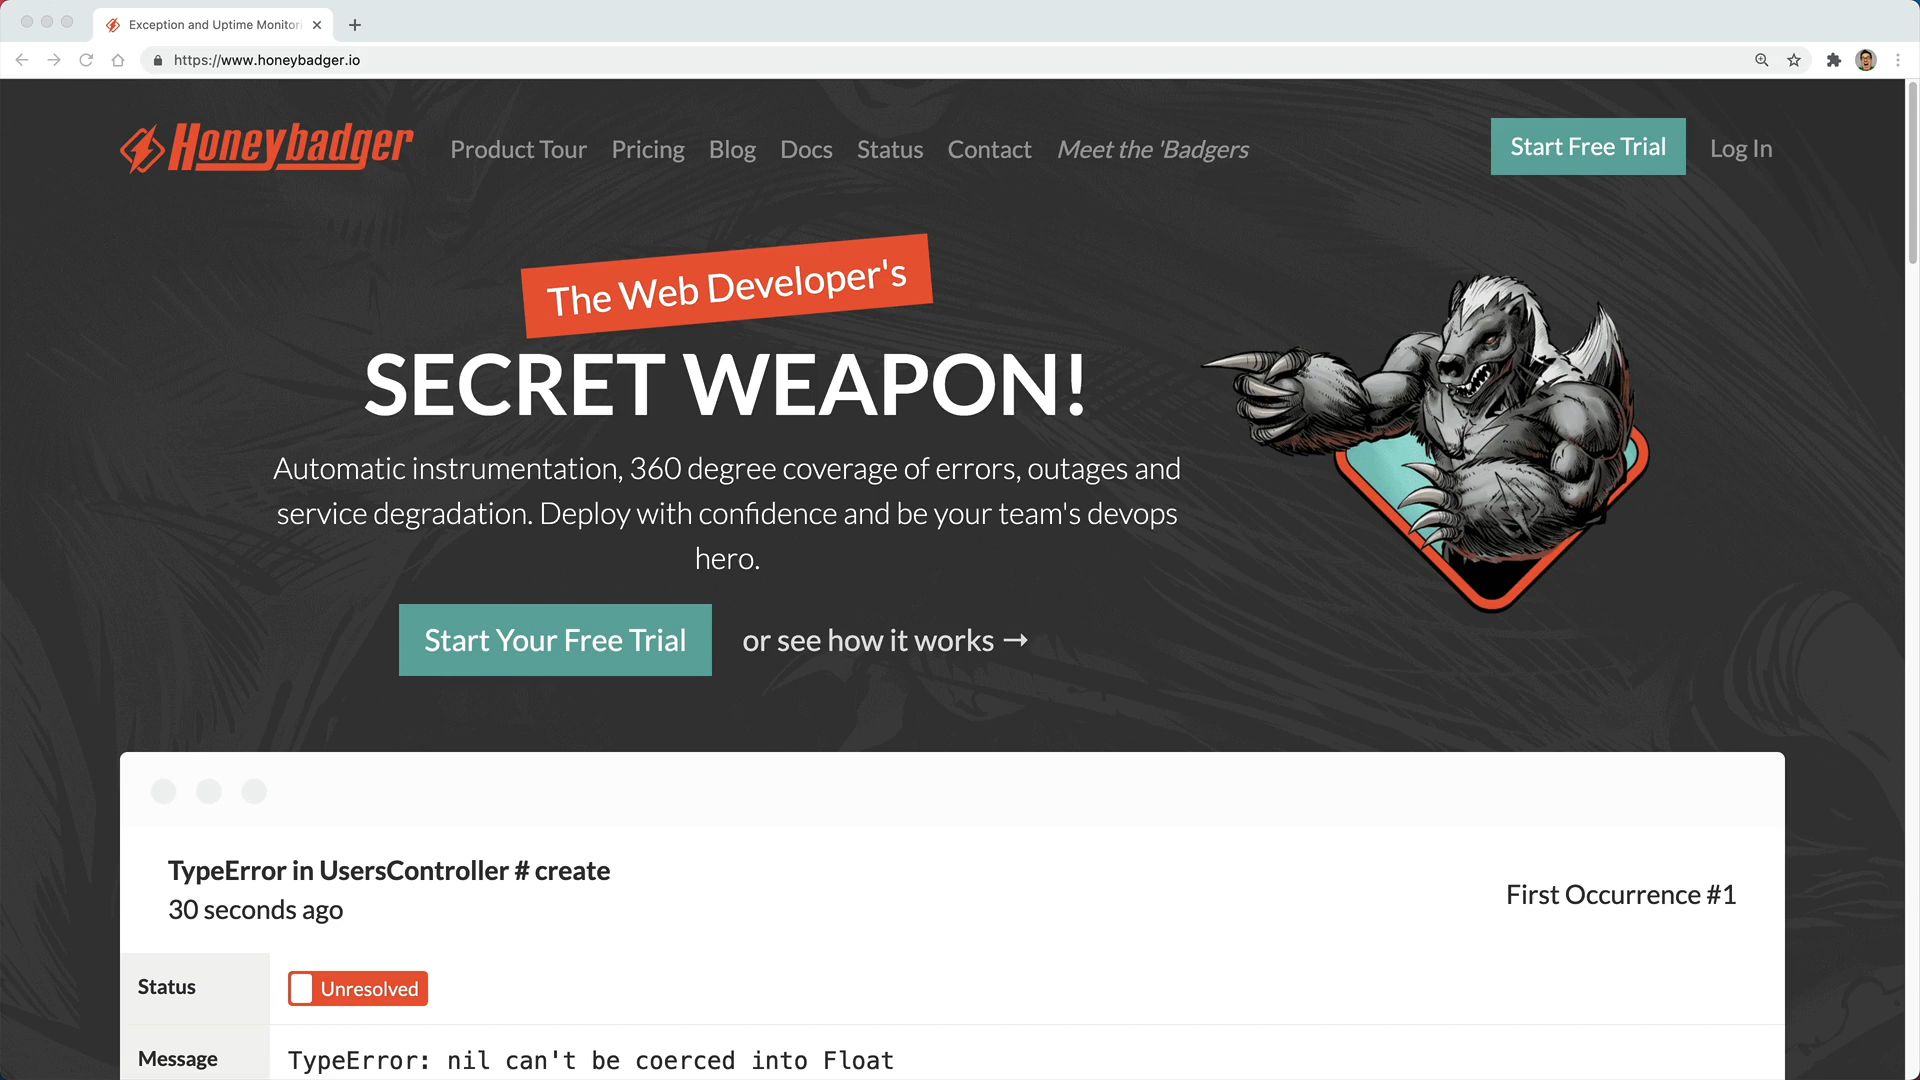 Exception and Uptime Monitori
https://www.honeybadger.io
Honeybadger
Product Tour
Pricing
Blog
Docs
Status
Contact
Meet the 'Badgers
Start Free Trial
Log In
The Web Developer's
SECRET WEAPON!
Automatic instrumentation, 360 degree coverage of errors, outages and
service degradation. Deploy with confidence and be your team's devops
hero.
Start Your Free Trial
or see how it works →
TypeError in UsersController # create
30 seconds ago
First Occurrence #1
Status
Unresolved
Message
TypeError: nil can't be coerced into Float